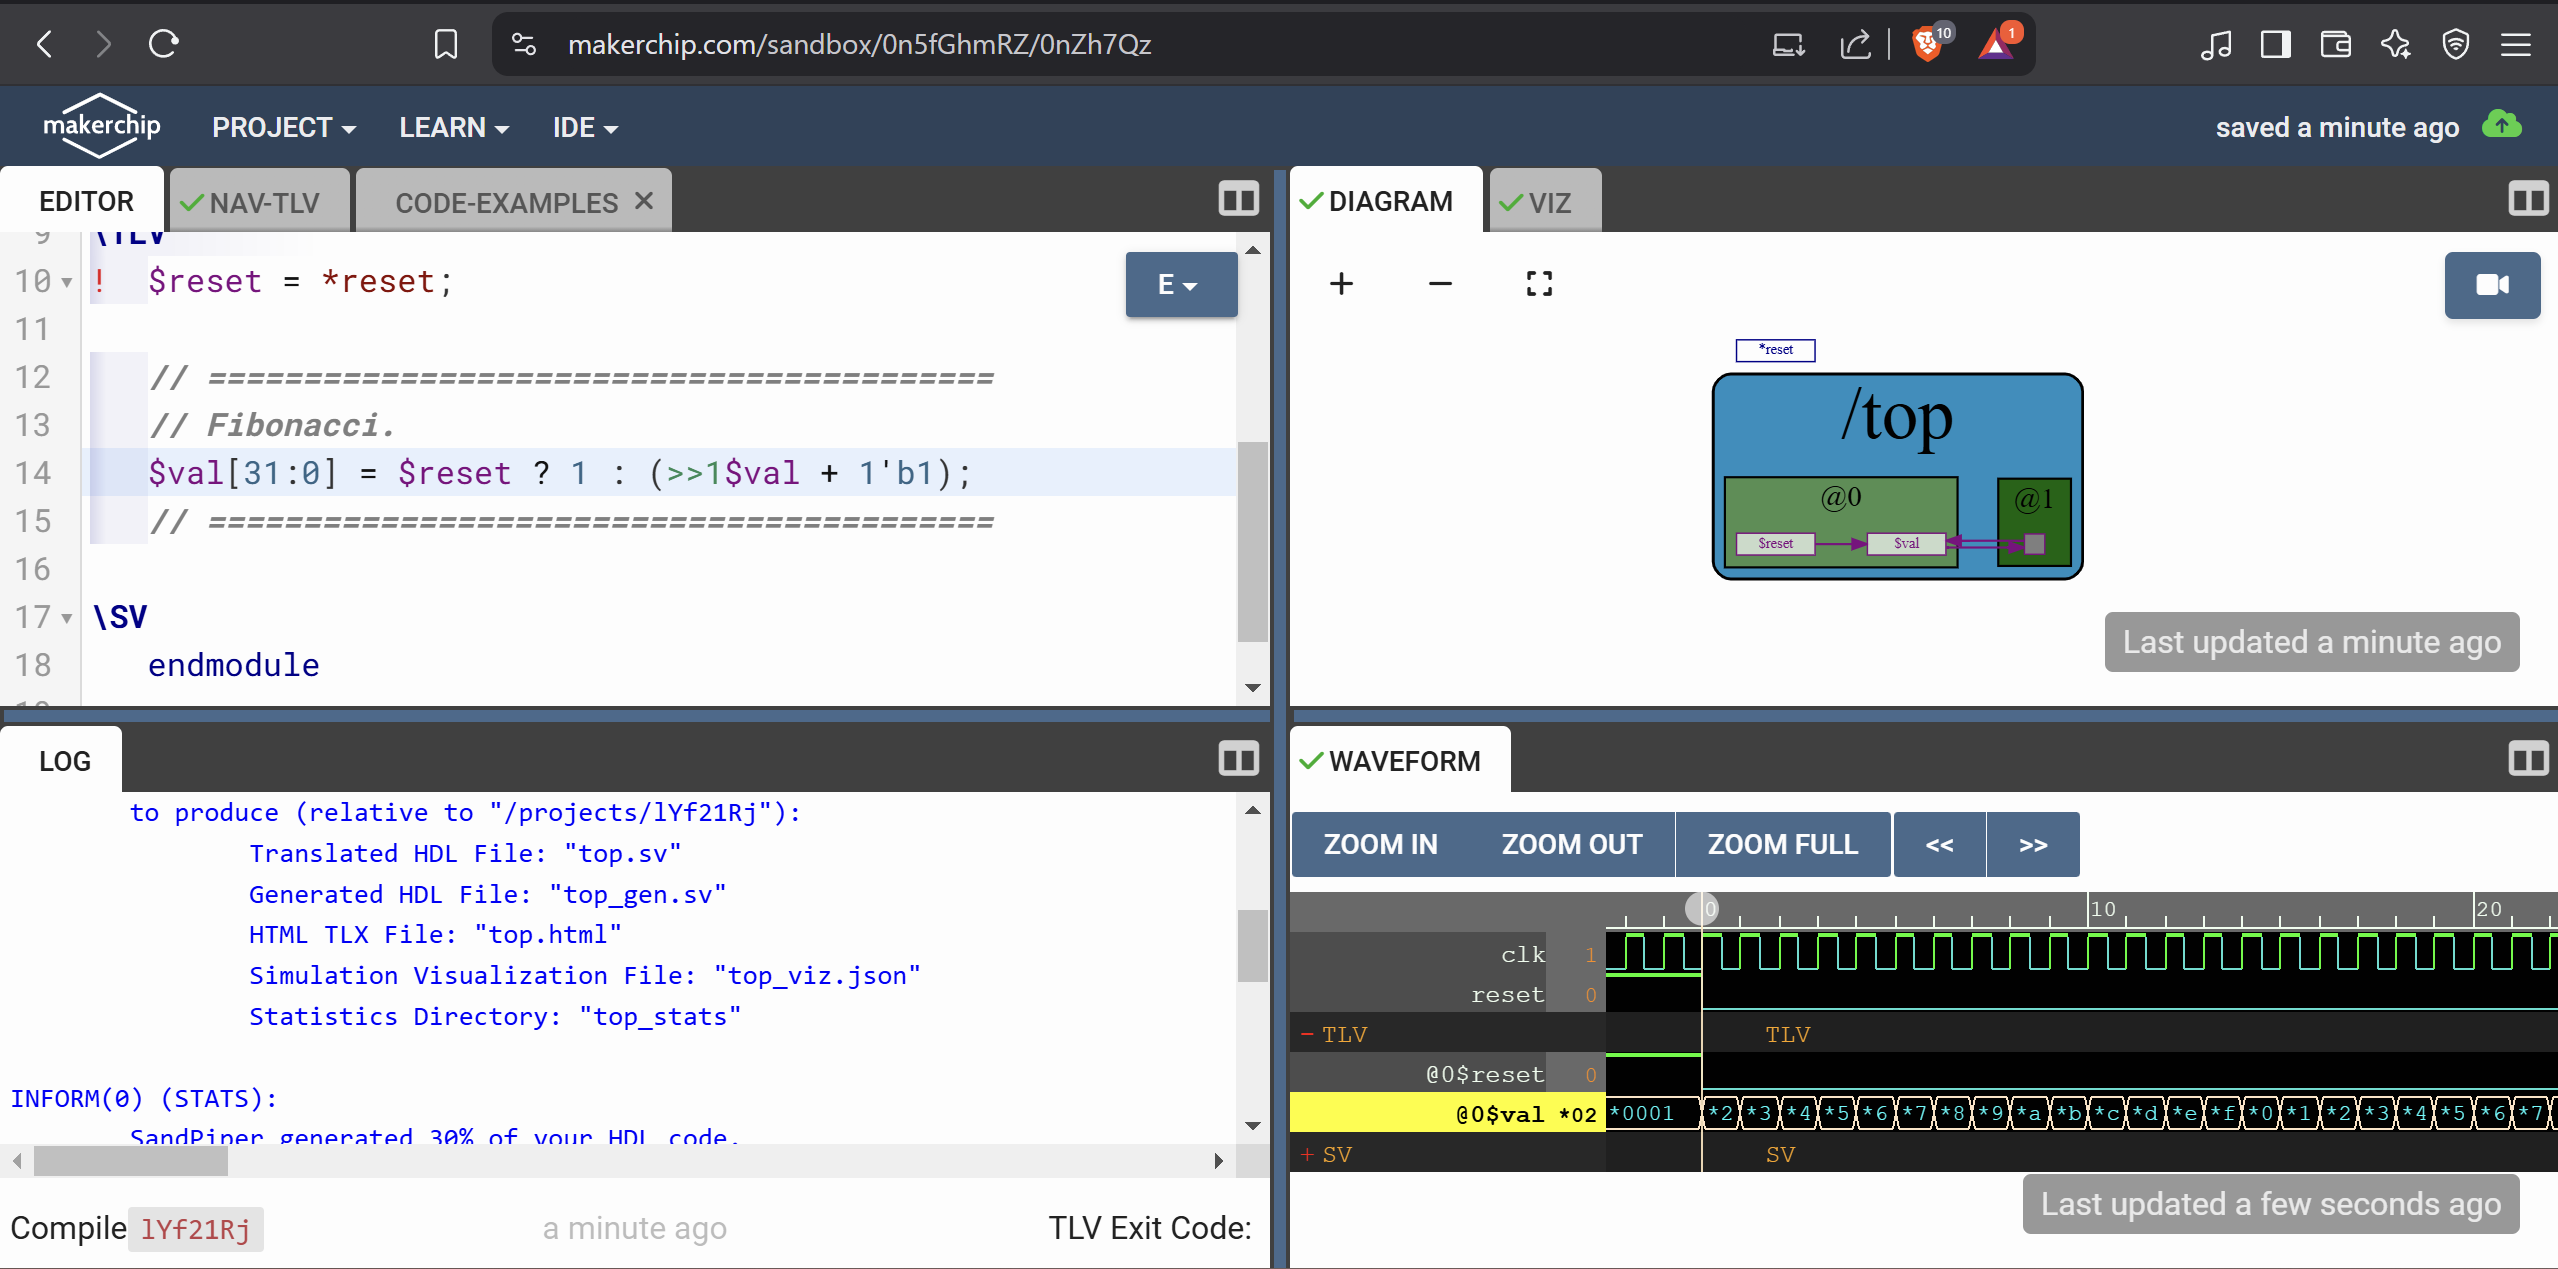 makerchip.com/sandbox/0n5fGhmRZ/0nZh7Qz
10
1
makerchip
PROJECT
LEARN
IDE
saved a minute ago
EDITOR
NAV-TLV
CODE-EXAMPLES
9 \TLV
10 ! $reset = *reset;
E
11
12 // =========================================
13 // Fibonacci.
14 $val[31:0] = $reset ? 1 : (>>1$val + 1'b1);
15 // =========================================
16
17 \SV
18 endmodule
DIAGRAM
VIZ
*reset
/top
@0
@1
$reset
$val
Last updated a minute ago
LOG
to produce (relative to "/projects/lYf21Rj"):
Translated HDL File: "top.sv"
Generated HDL File: "top_gen.sv"
HTML TLX File: "top.html"
Simulation Visualization File: "top_viz.json"
Statistics Directory: "top_stats"
INFORM(0) (STATS):
SandPiper generated 30% of your HDL code.
Compile lYf21Rj
a minute ago
TLV Exit Code:
WAVEFORM
ZOOM IN
ZOOM OUT
ZOOM FULL
<<
>>
0 10 20
clk 1
reset 0
- TLV TLV
@0$reset 0
@0$val *02 *0001 *2 *3 *4 *5 *6 *7 *8 *9 *a *b *c *d *e *f *0 *1 *2 *3 *4 *5 *6 *7
+ SV SV
Last updated a few seconds ago